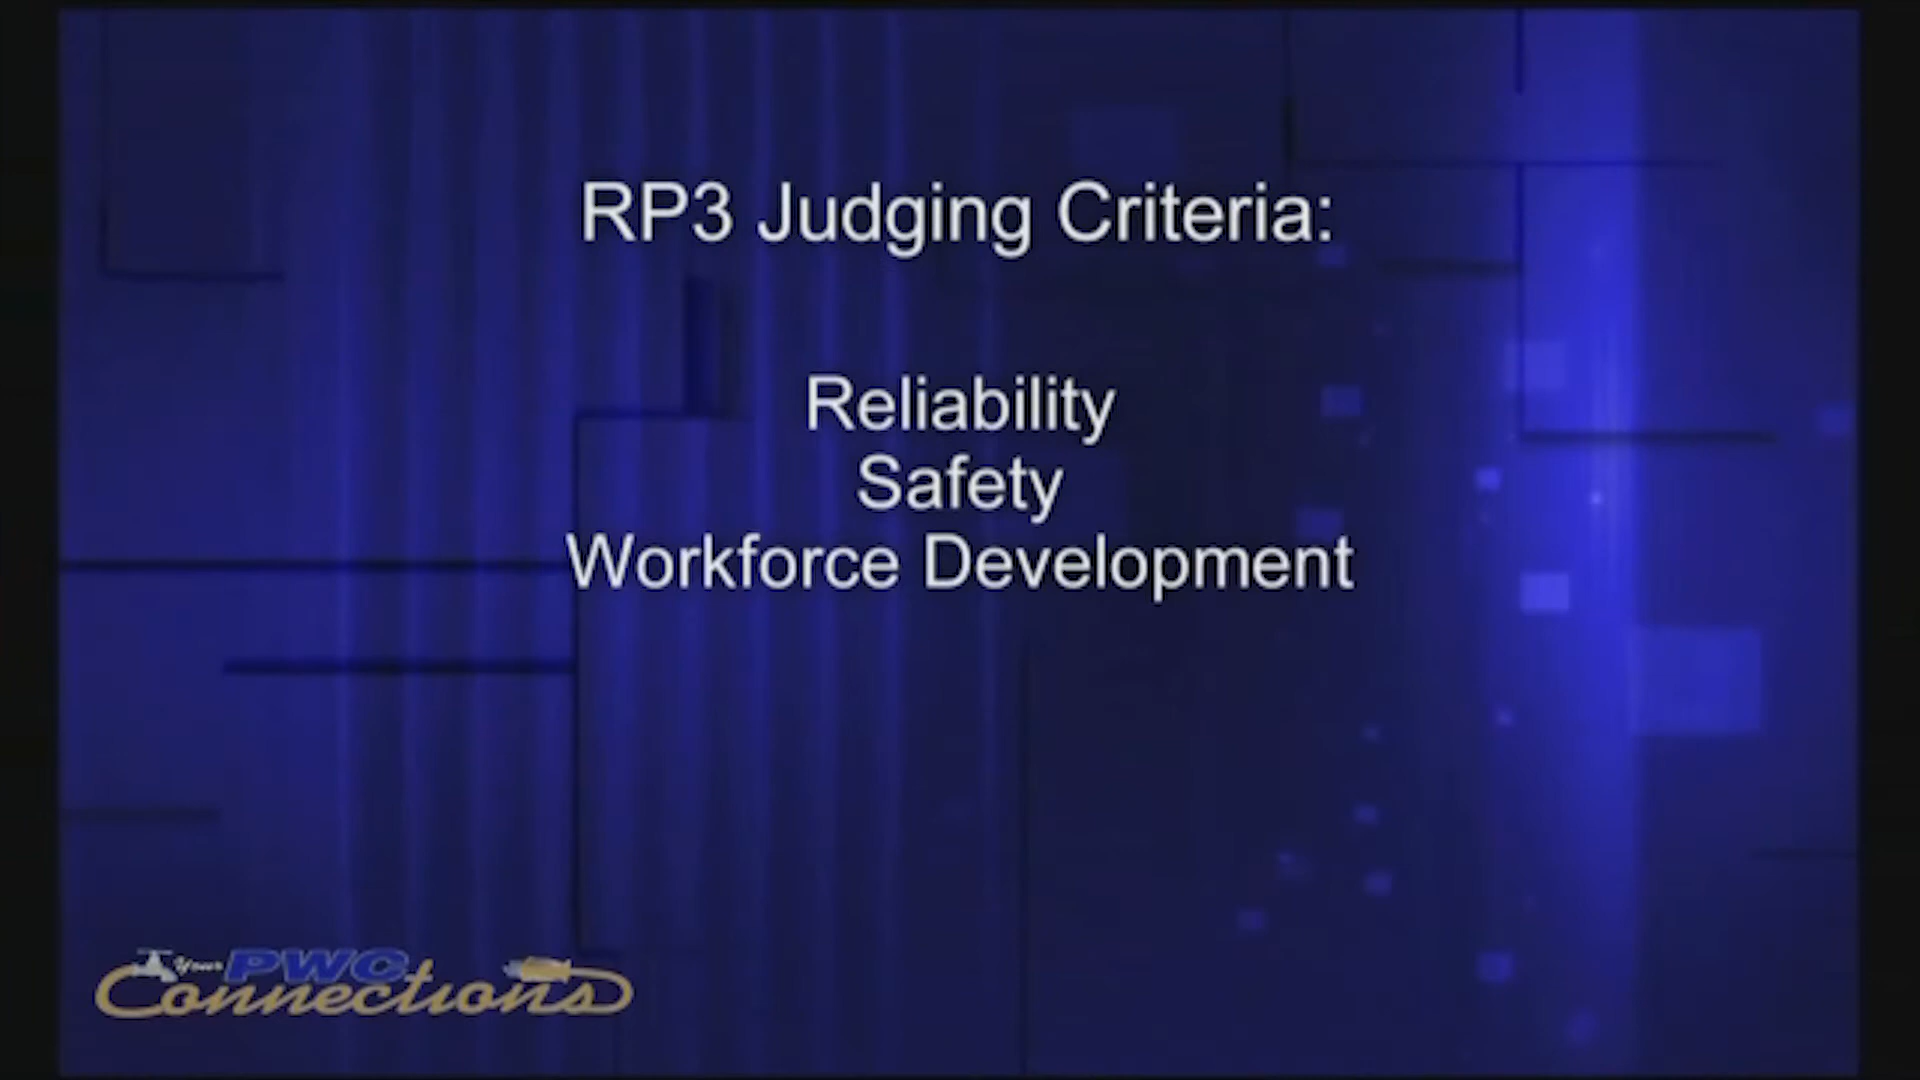 RP3 Judging Criteria:
Reliability
Safety
Workforce Development
Your PWC
Connections